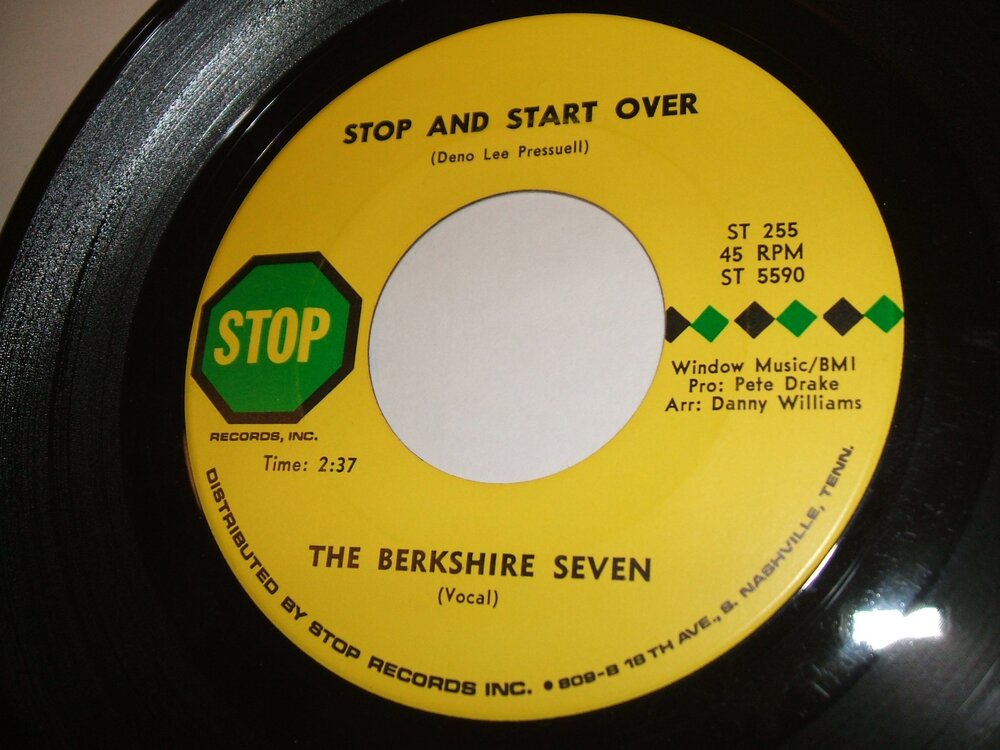 STOP AND START OVER
(Deno Lee Pressuell)
ST 255
45 RPM
ST 5590
STOP
RECORDS, INC.
Time: 2:37
Window Music/BMI
Pro: Pete Drake
Arr: Danny Williams
THE BERKSHIRE SEVEN
(Vocal)
DISTRIBUTED BY STOP RECORDS INC. • 809-B 18 TH AVE., S. NASHVILLE, TENN.